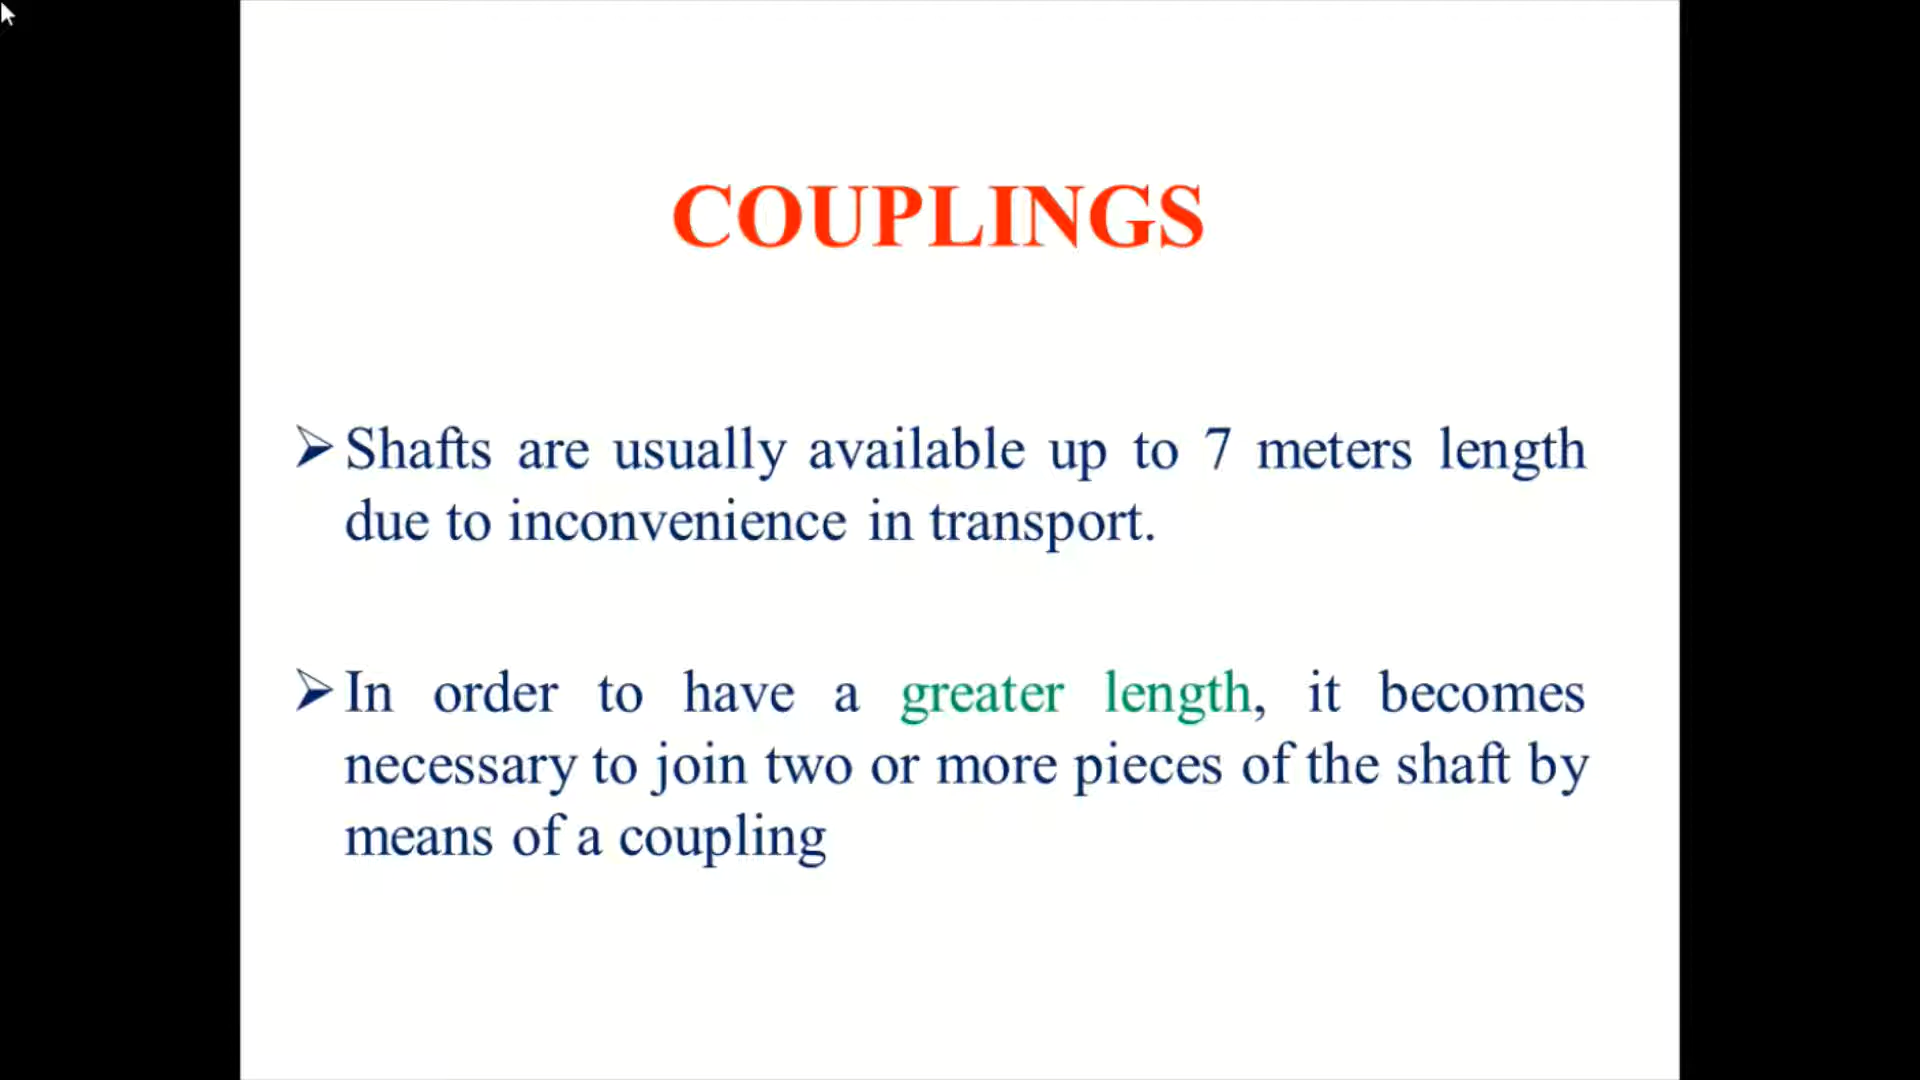 COUPLINGS
Shafts are usually available up to 7 meters length
due to inconvenience in transport.
In order to have a greater length, it becomes
necessary to join two or more pieces of the shaft by
means of a coupling